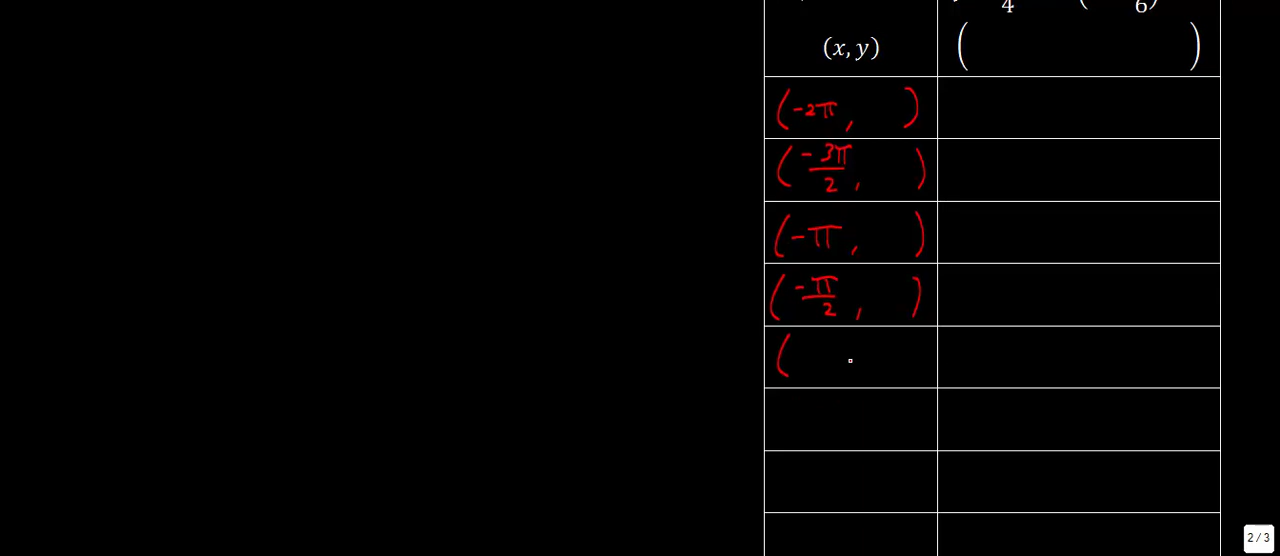 4 6)
(x, y) ( )
(-2π, )
(-3π/2, )
(-π, )
(-π/2, )
(
2 / 3